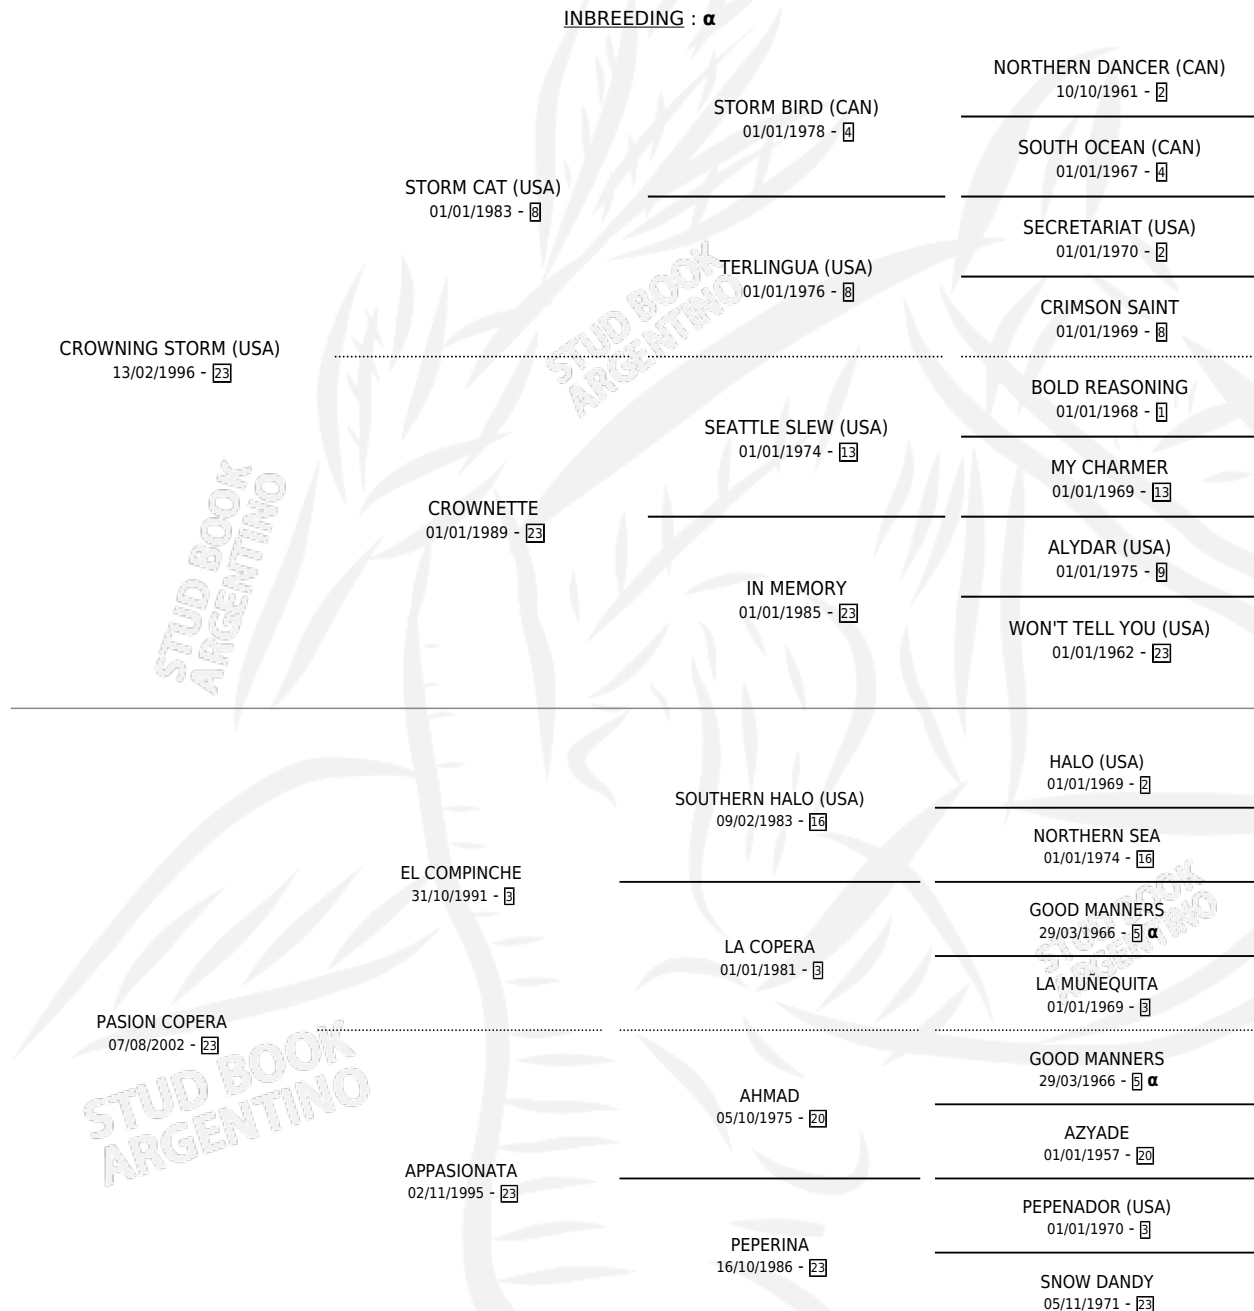 INBREEDING : α
NORTHERN DANCER (CAN)
10/10/1961 - 2
STORM BIRD (CAN)
01/01/1978 - 4
SOUTH OCEAN (CAN)
01/01/1967 - 4
STORM CAT (USA)
01/01/1983 - 8
SECRETARIAT (USA)
01/01/1970 - 2
TERLINGUA (USA)
01/01/1976 - 8
CRIMSON SAINT
01/01/1969 - 8
CROWNING STORM (USA)
13/02/1996 - 23
BOLD REASONING
01/01/1968 - 1
SEATTLE SLEW (USA)
01/01/1974 - 13
MY CHARMER
01/01/1969 - 13
CROWNETTE
01/01/1989 - 23
ALYDAR (USA)
01/01/1975 - 9
IN MEMORY
01/01/1985 - 23
WON'T TELL YOU (USA)
01/01/1962 - 23
HALO (USA)
01/01/1969 - 2
SOUTHERN HALO (USA)
09/02/1983 - 16
NORTHERN SEA
01/01/1974 - 16
EL COMPINCHE
31/10/1991 - 3
GOOD MANNERS
29/03/1966 - 5 α
LA COPERA
01/01/1981 - 3
LA MUÑEQUITA
01/01/1969 - 3
PASION COPERA
07/08/2002 - 23
GOOD MANNERS
29/03/1966 - 5 α
AHMAD
05/10/1975 - 20
AZYADE
01/01/1957 - 20
APPASIONATA
02/11/1995 - 23
PEPENADOR (USA)
01/01/1970 - 3
PEPERINA
16/10/1986 - 23
SNOW DANDY
05/11/1971 - 23
STUD BOOK
ARGENTINO
STUD BOOK
ARGENTINO
STUD BOOK
ARGENTINO
STUD BOOK
ARGENTINO